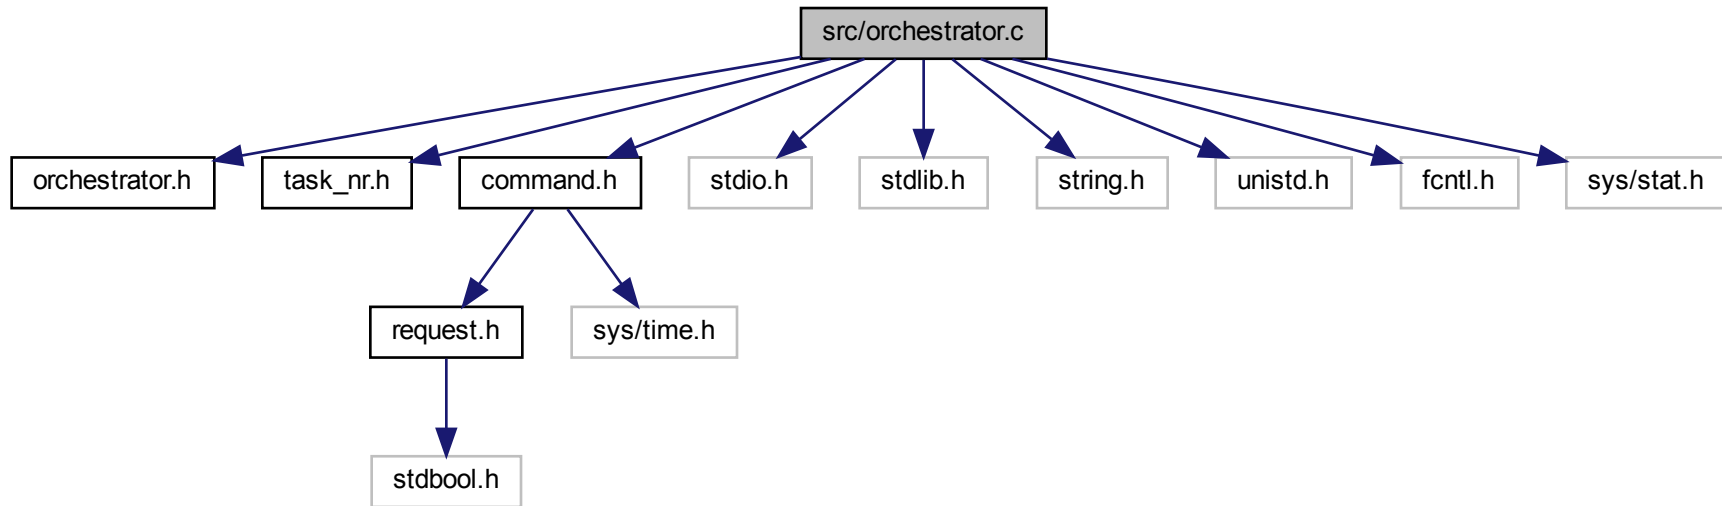 src/orchestrator.c
orchestrator.h
task_nr.h
command.h
stdio.h
stdlib.h
string.h
unistd.h
fcntl.h
sys/stat.h
request.h
sys/time.h
stdbool.h